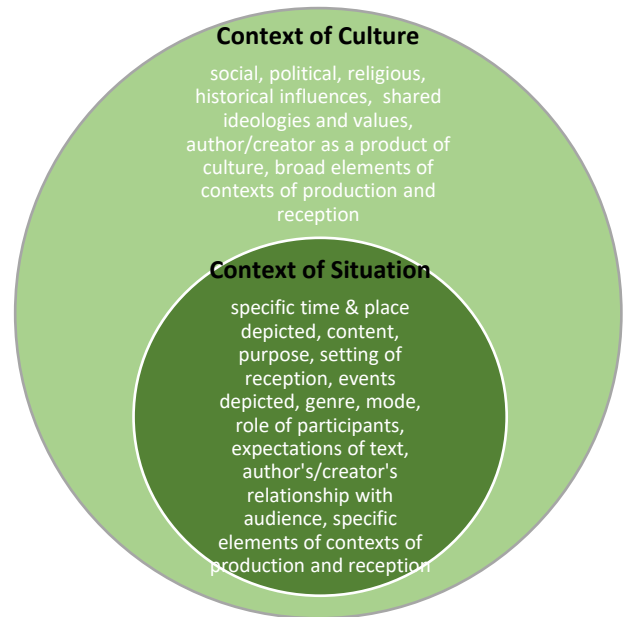 Context of Culture
social, political, religious,
historical influences, shared
ideologies and values,
author/creator as a product of
culture, broad elements of
contexts of production and
reception
Context of Situation
specific time & place
depicted, content,
purpose, setting of
reception, events
depicted, genre, mode,
role of participants,
expectations of text,
author's/creator's
relationship with
audience, specific
elements of contexts of
production and reception